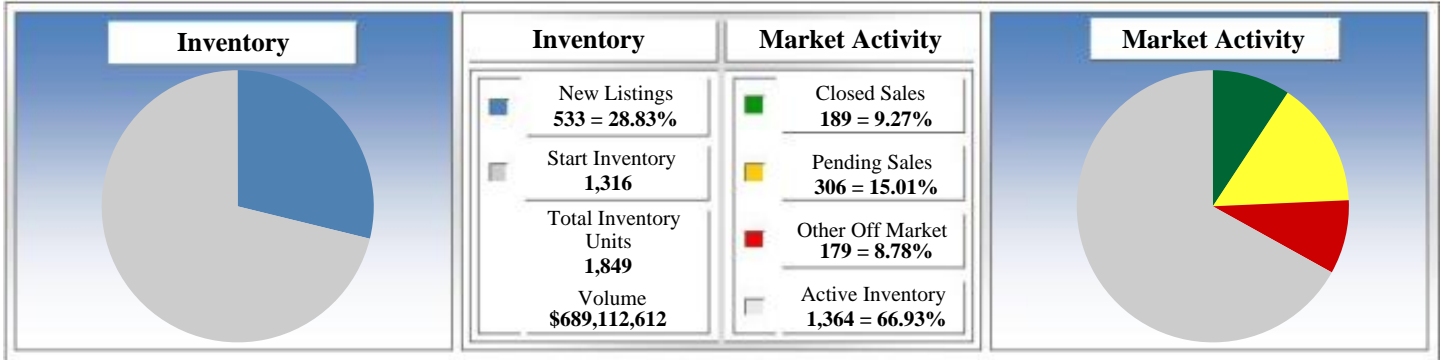 Inventory
Inventory
Market Activity
New Listings
533 = 28.83%
Start Inventory
1,316
Total Inventory
Units
1,849
Volume
$689,112,612
Closed Sales
189 = 9.27%
Pending Sales
306 = 15.01%
Other Off Market
179 = 8.78%
Active Inventory
1,364 = 66.93%
Market Activity